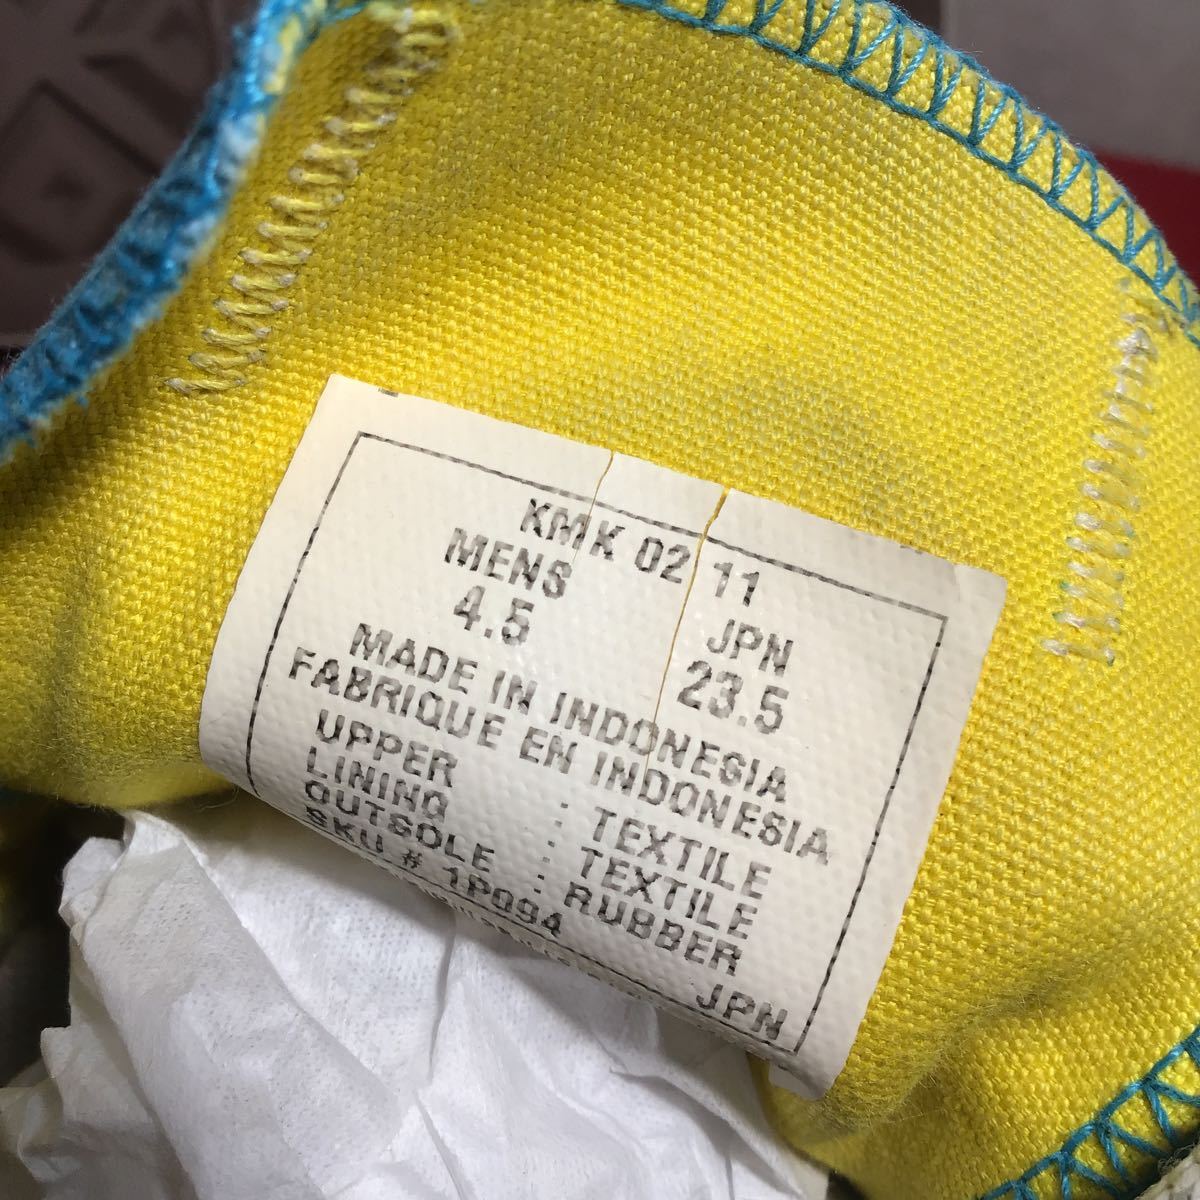 KMK 02 11
MENS JPN
4.5 23.5
MADE IN INDONESIA
FABRIQUE EN INDONESIA
UPPER : TEXTILE
LINING : TEXTILE
OUTSOLE : RUBBER
SKU # 1P094
JPN